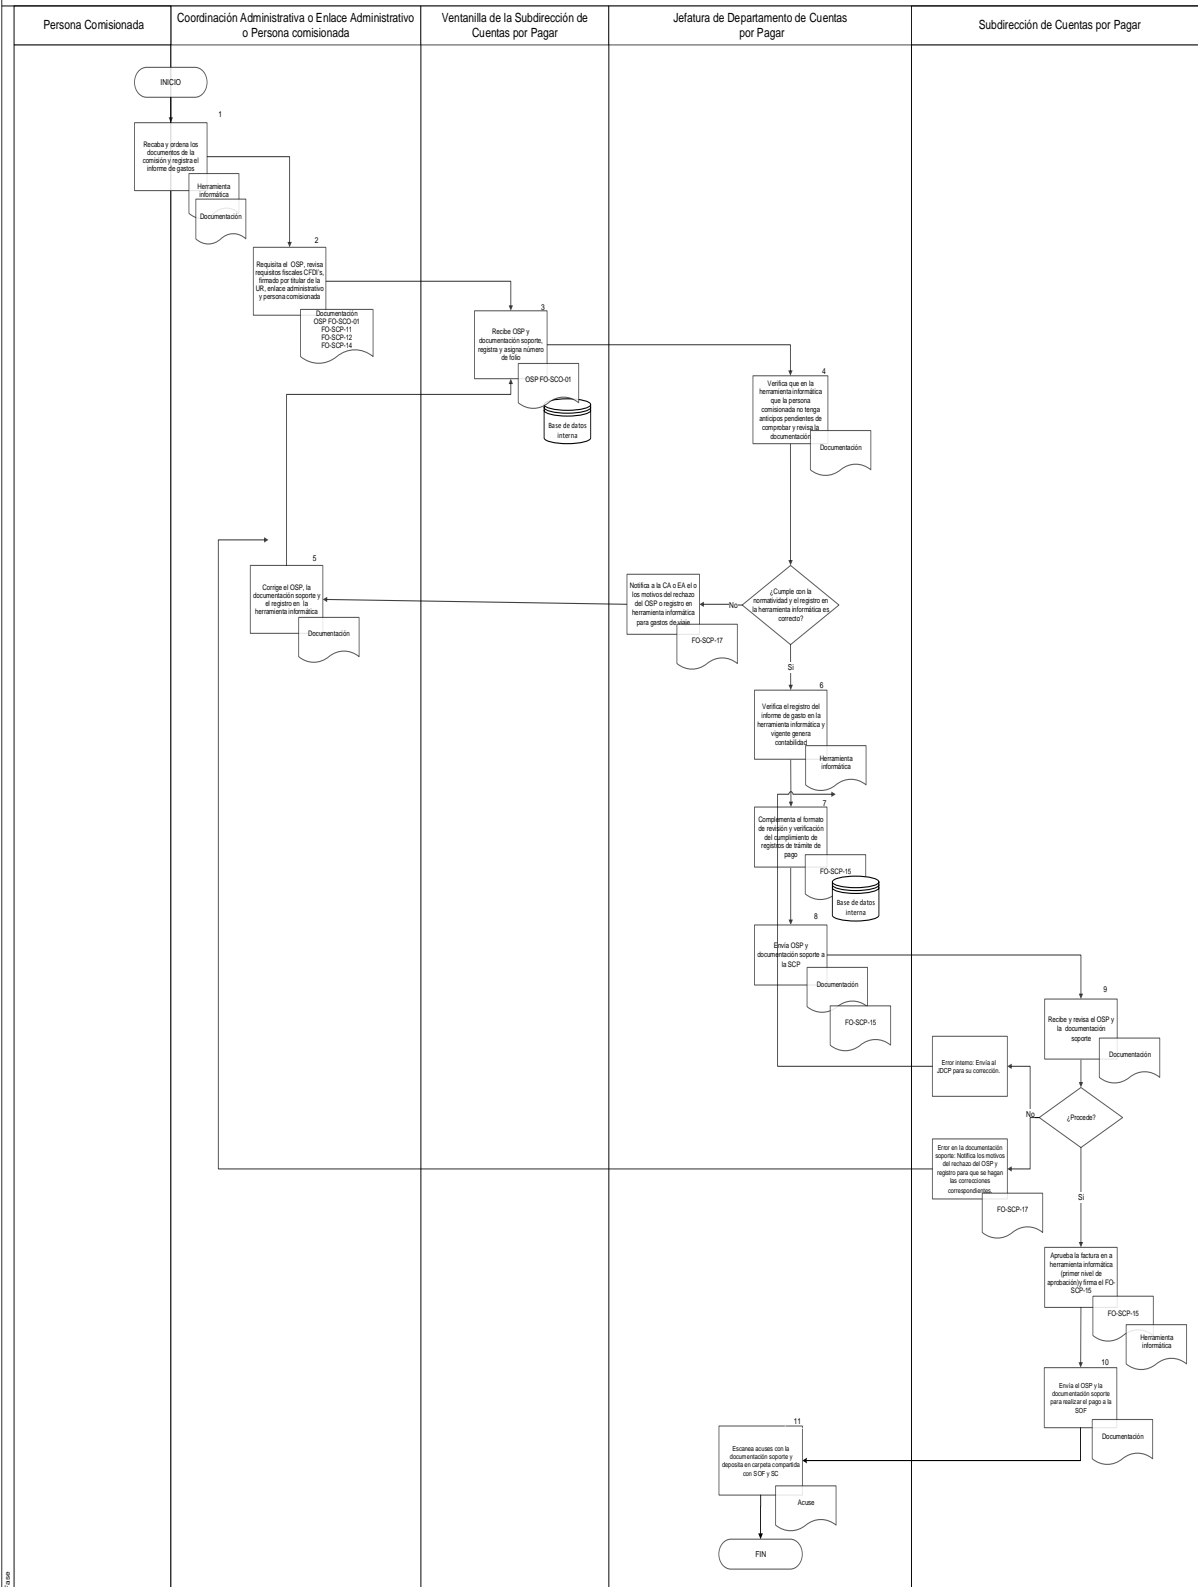 Persona Comisionada
Coordinación Administrativa o Enlace Administrativo
o Persona comisionada
Ventanilla de la Subdirección de
Cuentas por Pagar
Jefatura de Departamento de Cuentas
por Pagar
Subdirección de Cuentas por Pagar
INICIO
1
Recaba y ordena los
documentos de la
comisión y registra el
informe de gastos
Herramienta
informática
Documentación
2
Requisita el OSP, revisa
requisitos fiscales CFDI's,
firmado por titular de la
UR, enlace administrativo
y persona comisionada
Documentación
OSP FO-SCO-01
FO-SCP-11
FO-SCP-12
FO-SCP-14
3
Recibe OSP y
documentación soporte,
registra y asigna número
de folio
OSP FO-SCO-01
Base de datos
interna
4
Verifica que en la
herramienta informática
que la persona
comisionada no tenga
anticipos pendientes de
comprobar y revisa la
documentación
Documentación
5
Corrige el OSP, la
documentación soporte y
el registro en la
herramienta informática
Documentación
Notifica a la CA o EA el o
los motivos del rechazo
del OSP o registro en
herramienta informática
para gastos de viaje
FO-SCP-17
No
¿Cumple con la
normatividad y el registro en
la herramienta informática es
correcto?
Si
6
Verifica el registro del
informe de gasto en la
herramienta informática y
vigente genera
contabilidad
Herramienta
informática
7
Complementa el formato
de revisión y verificación
del cumplimiento de
registros de trámite de
pago
FO-SCP-15
Base de datos
interna
8
Envía OSP y
documentación soporte a
la SCP
Documentación
FO-SCP-15
9
Recibe y revisa el OSP y
la documentación
soporte
Documentación
Error interno: Envía al
JDCP para su corrección.
No
¿Procede?
Error en la documentación
soporte: Notifica los motivos
del rechazo del OSP y
registro para que se hagan
las correcciones
correspondientes.
FO-SCP-17
Si
Aprueba la factura en a
herramienta informática
(primer nivel de
aprobación)y firma el FO-
SCP-15
FO-SCP-15
Herramienta
informática
10
Envía el OSP y la
documentación soporte
para realizar el pago a la
SOF
Documentación
11
Escanea acuses con la
documentación soporte y
deposita en carpeta compartida
con SOF y SC
Acuse
FIN
Fase